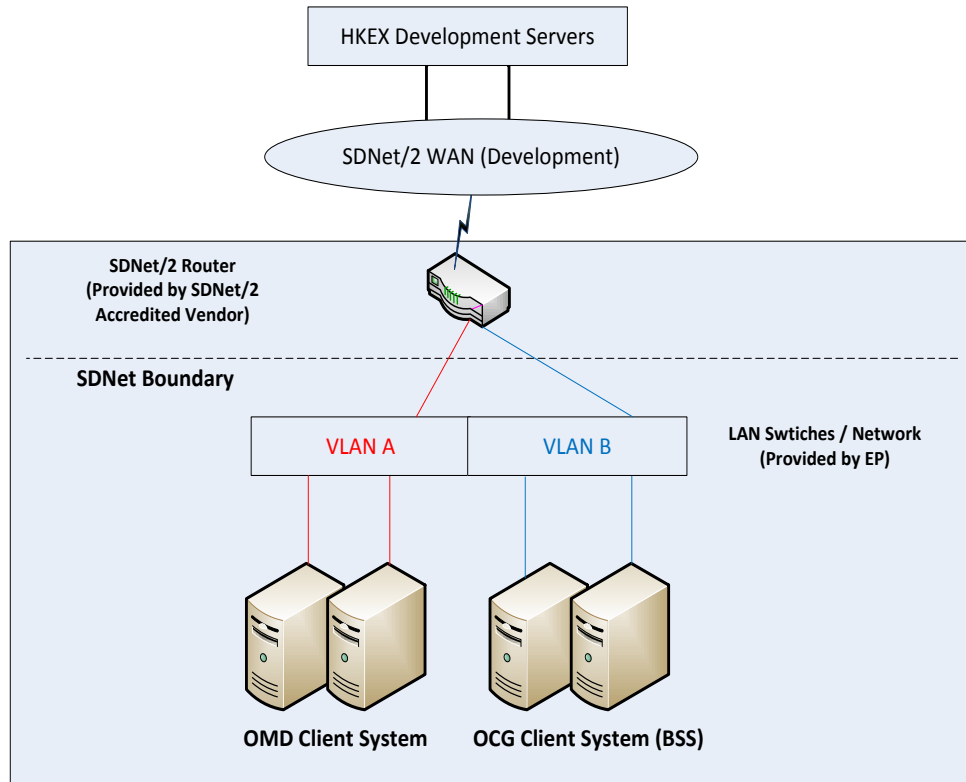 HKEX Development Servers
SDNet/2 WAN (Development)
SDNet/2 Router
(Provided by SDNet/2
Accredited Vendor)
SDNet Boundary
VLAN A
VLAN B
LAN Swtiches / Network
(Provided by EP)
OMD Client System
OCG Client System (BSS)